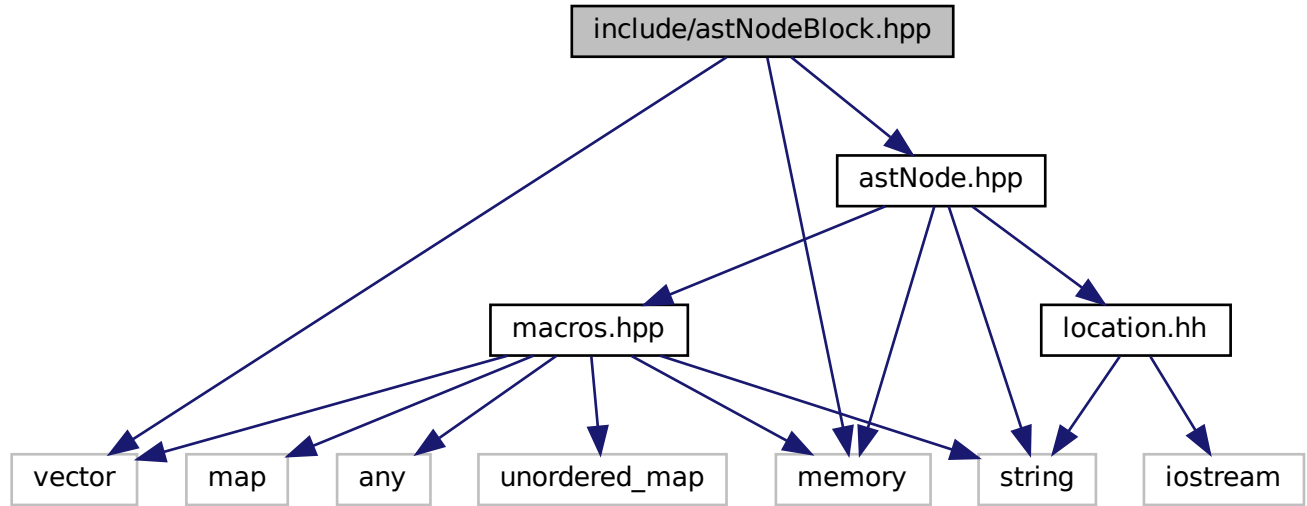 include/astNodeBlock.hpp
astNode.hpp
macros.hpp
location.hh
vector
map
any
unordered_map
memory
string
iostream